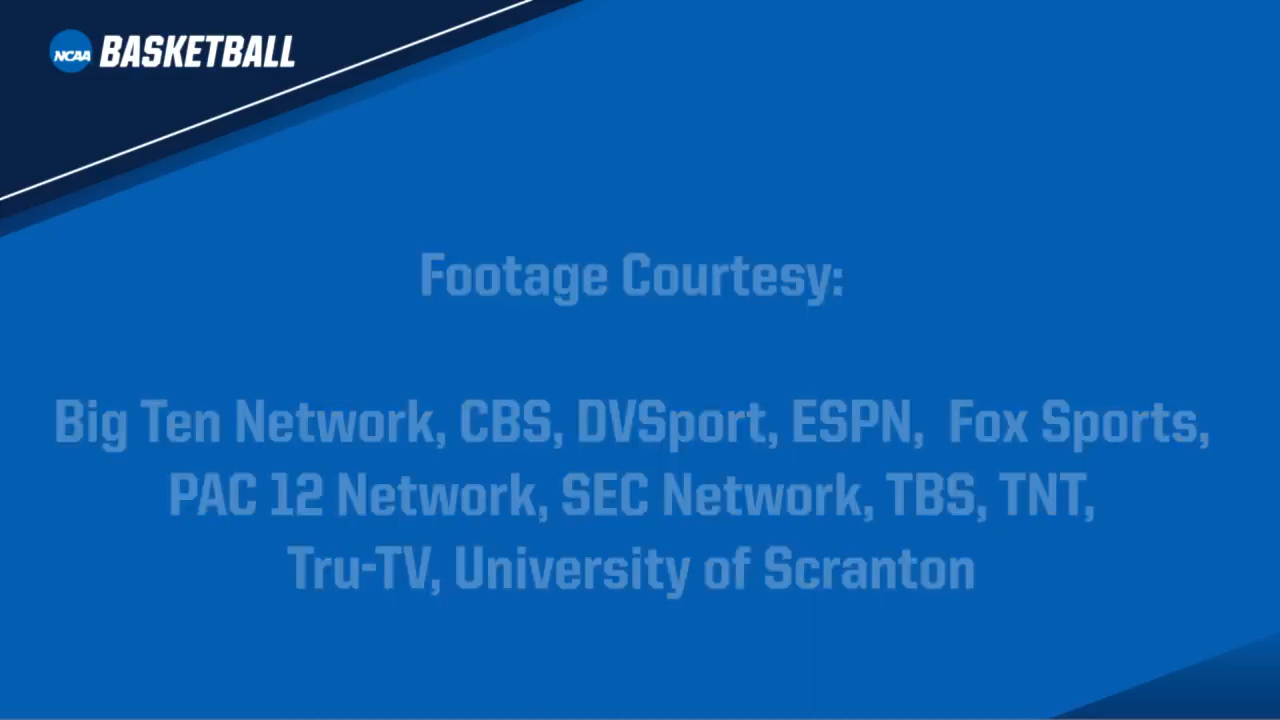 NCAA BASKETBALL
Footage Courtesy:
Big Ten Network, CBS, DVSport, ESPN,  Fox Sports,
PAC 12 Network, SEC Network, TBS, TNT,
Tru-TV, University of Scranton